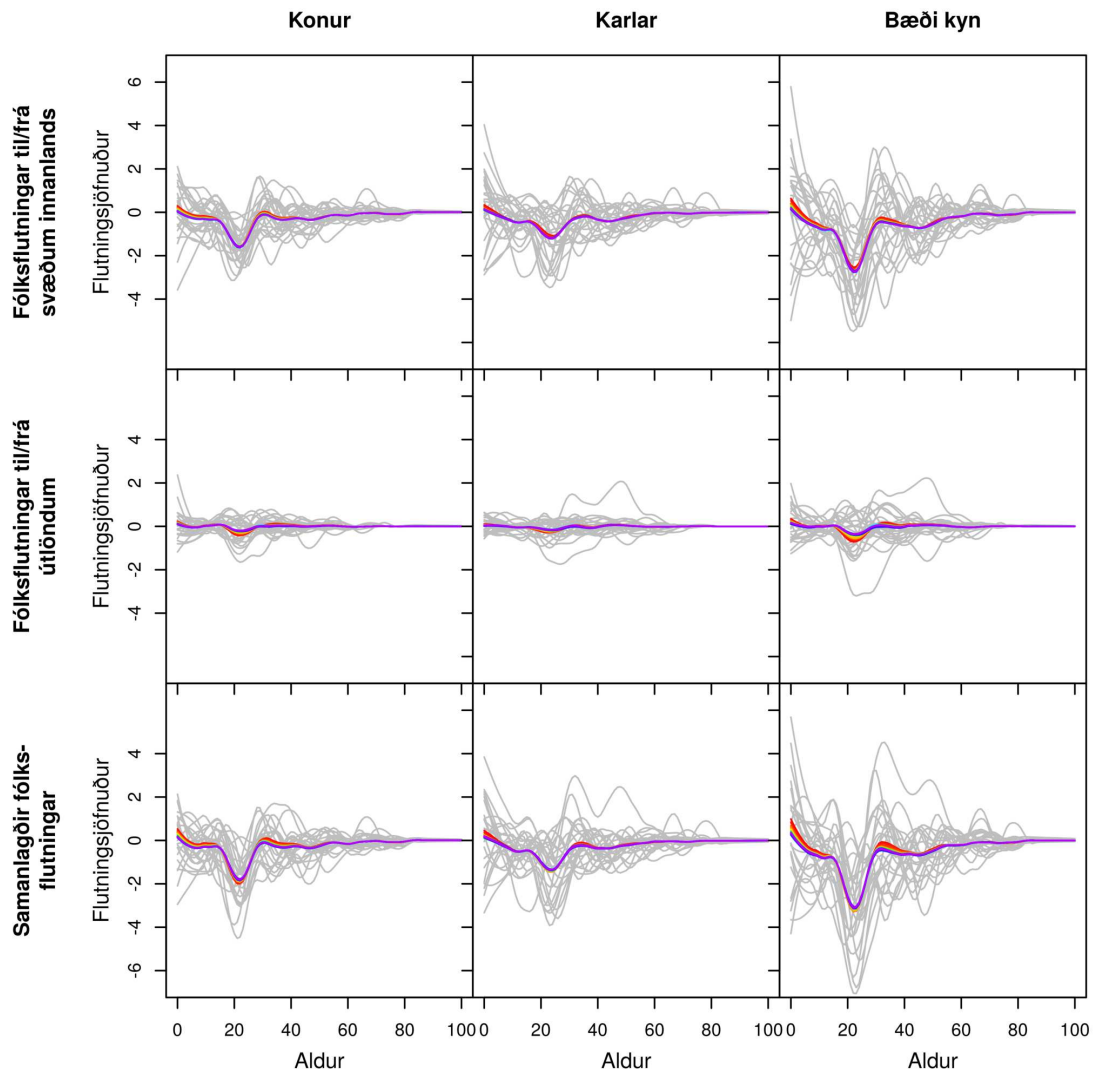 Konur
Karlar
Bæði kyn
Fólksflutningar til/frá
svæðum innanlands
Flutningsjöfnuður
6
4
2
0
-2
-4
Fólksflutningar til/frá
útlöndum
Flutningsjöfnuður
4
2
0
-2
-4
Samanlagðir fólks-
flutningar
Flutningsjöfnuður
4
2
0
-2
-4
-6
0 20 40 60 80 100
0 20 40 60 80 100
0 20 40 60 80 100
Aldur
Aldur
Aldur